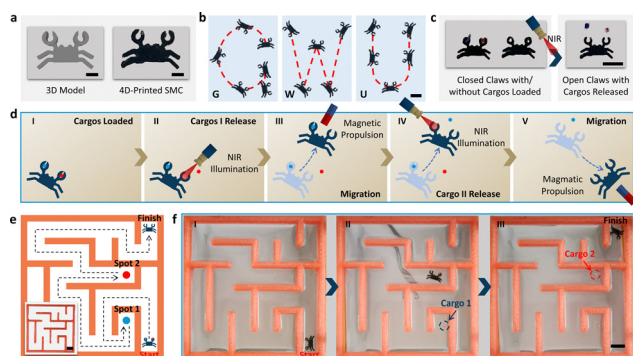 a
3D Model
4D-Printed SMC
b
G
W
U
c
NIR
Closed Claws with/
without Cargos Loaded
Open Claws with
Cargos Released
d
I
Cargos Loaded
II
Cargos I Release
NIR
Illumination
III
Magnetic
Propulsion
Migration
IV
NIR
Illumination
Cargo II Release
V
Migration
Magmatic
Propulsion
e
Finish
Spot 2
Spot 1
Start
f
I
Start
II
Cargo 1
III
Finish
Cargo 2